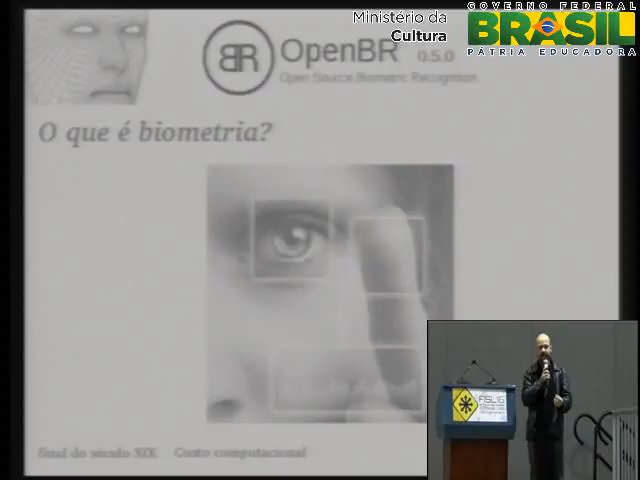 Ministério da
Cultura
GOVERNO FEDERAL
BRASIL
PÁTRIA EDUCADORA
BR
OpenBR 0.5.0
Open Source Biometric Recognition
O que é biometria?
final do século XIX Custo computacional
FISL16